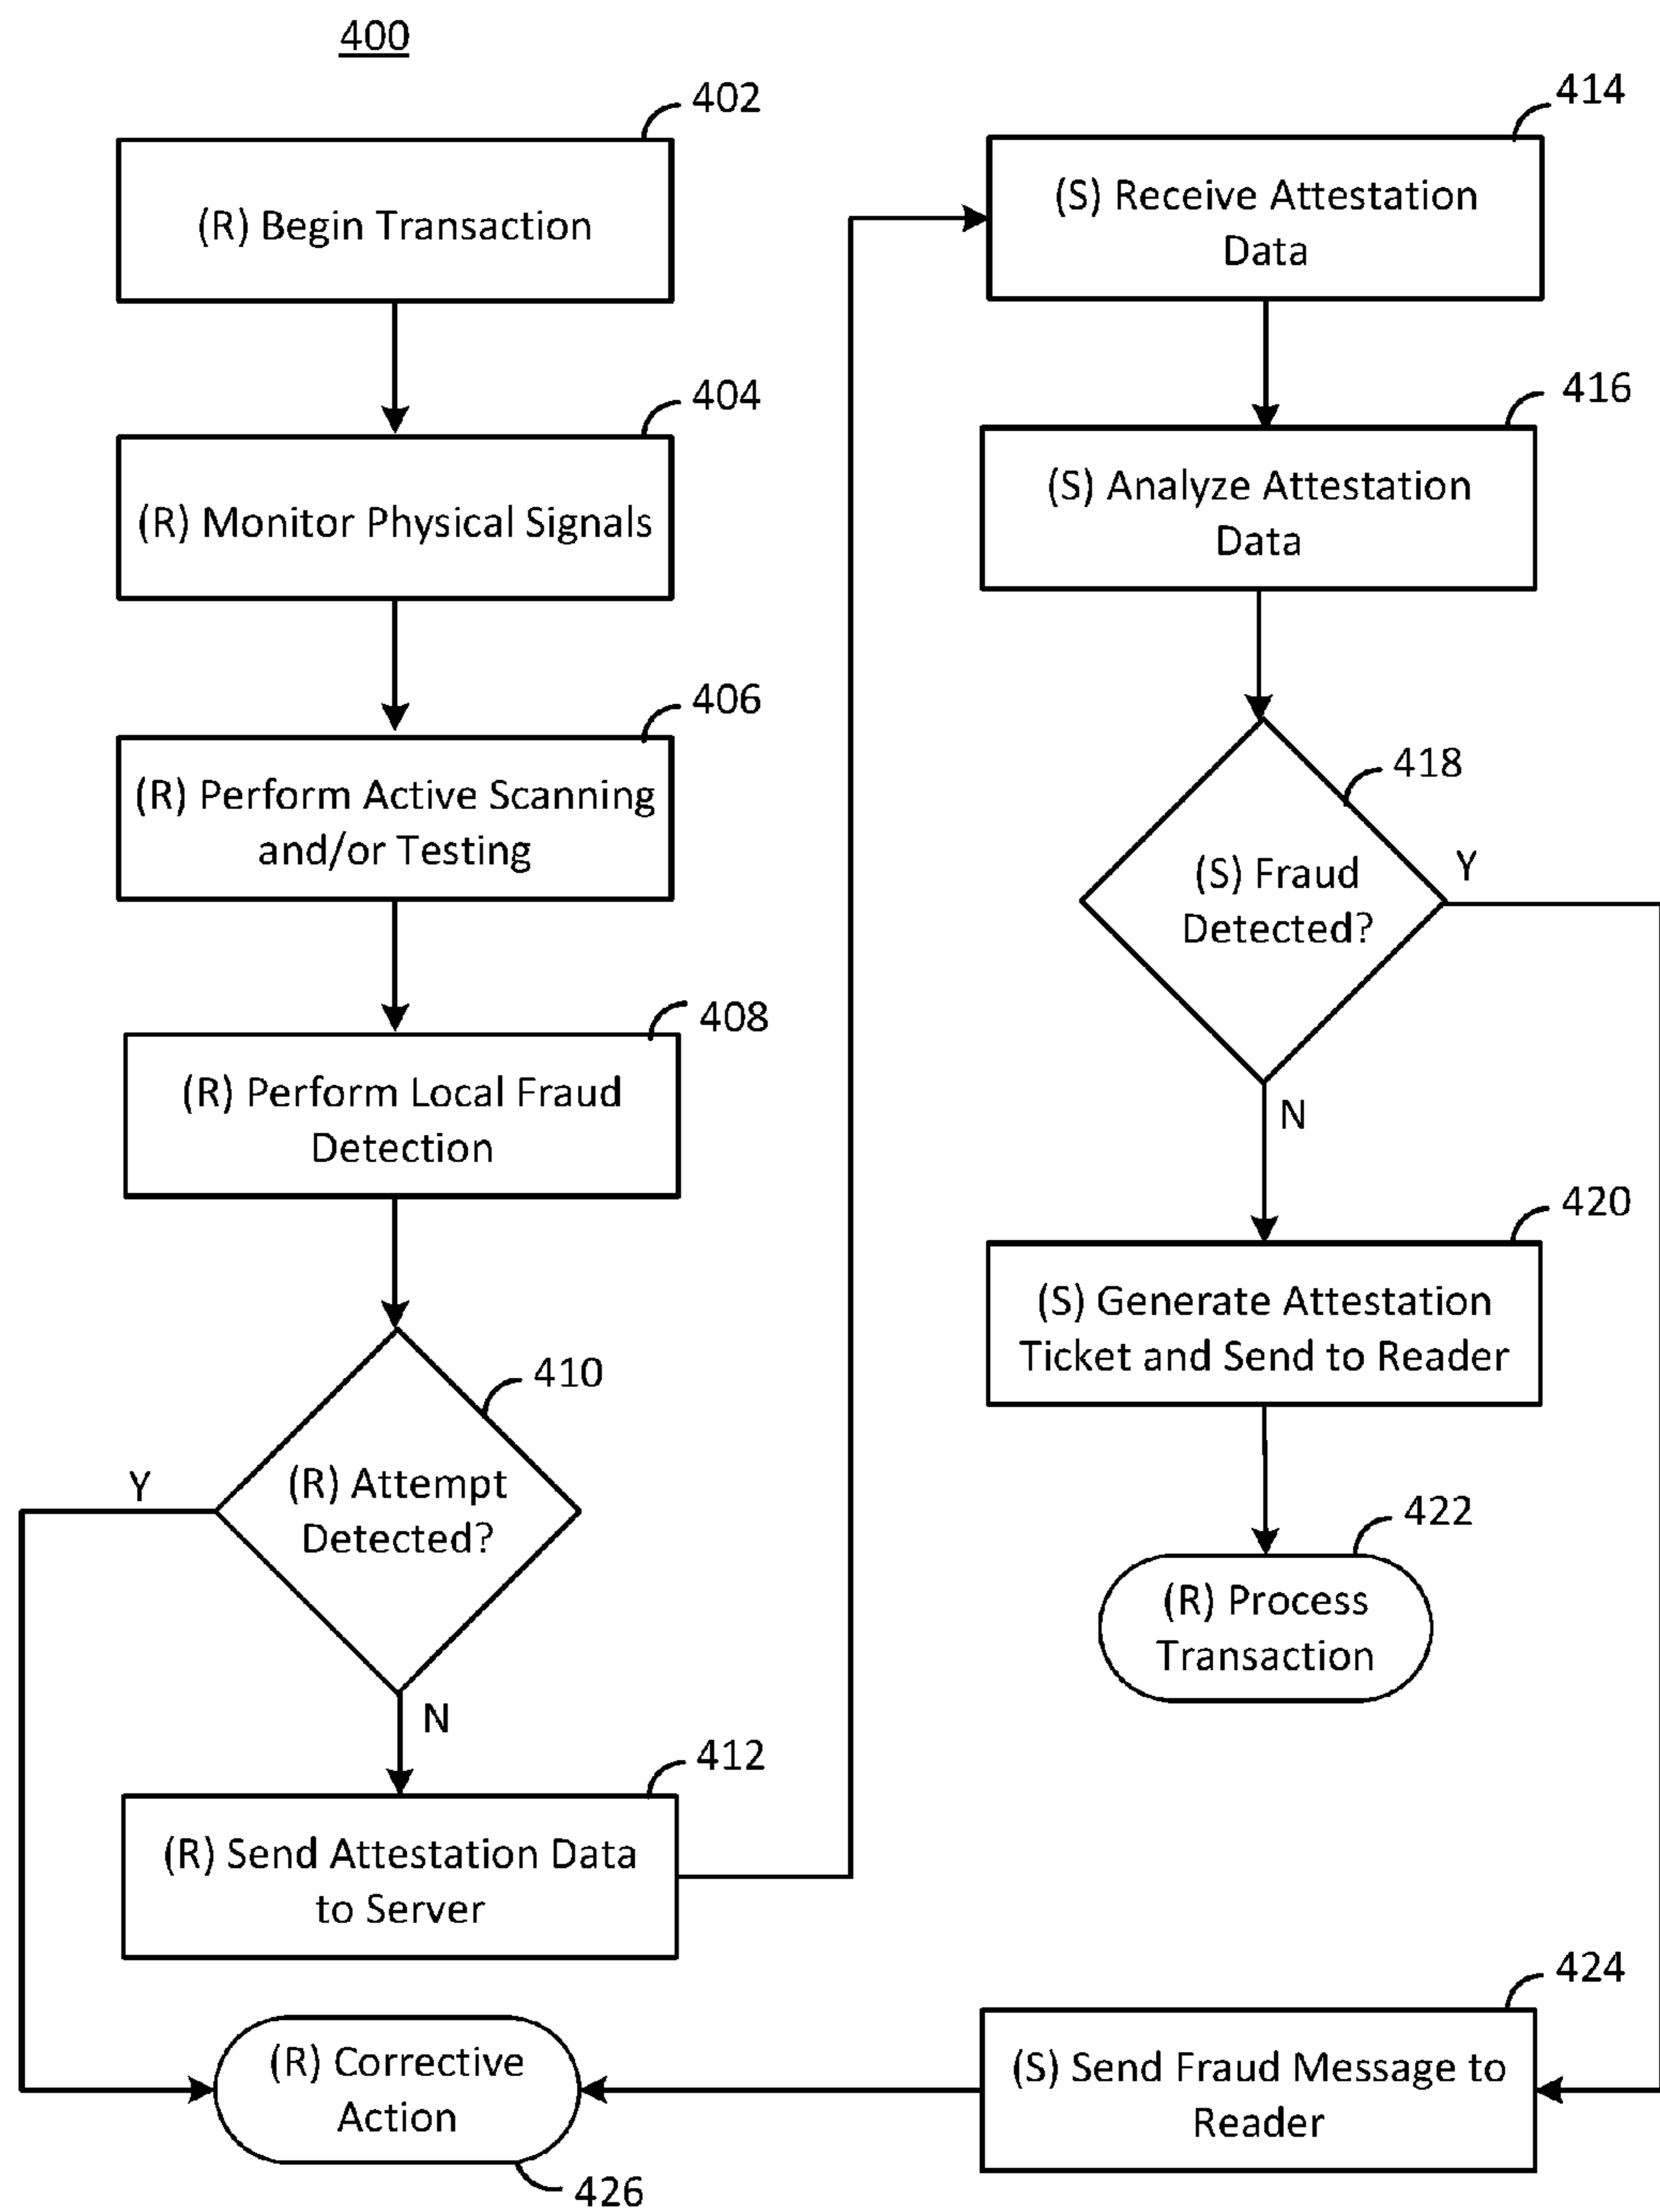 400
402
(R) Begin Transaction
404
(R) Monitor Physical Signals
406
(R) Perform Active Scanning
and/or Testing
408
(R) Perform Local Fraud
Detection
410
(R) Attempt
Detected?
Y
N
412
(R) Send Attestation Data
to Server
(R) Corrective
Action
426
414
(S) Receive Attestation
Data
416
(S) Analyze Attestation
Data
418
(S) Fraud
Detected?
Y
N
420
(S) Generate Attestation
Ticket and Send to Reader
422
(R) Process
Transaction
424
(S) Send Fraud Message to
Reader